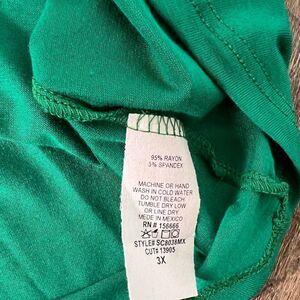 95% RAYON
5% SPANDEX
MACHINE OR HAND
WASH IN COLD WATER
DO NOT BLEACH
TUMBLE DRY LOW
OR LINE DRY
MADE IN MEXICO
RN # 156666
STYLE# SC8038MX
CUT# 13905
3X